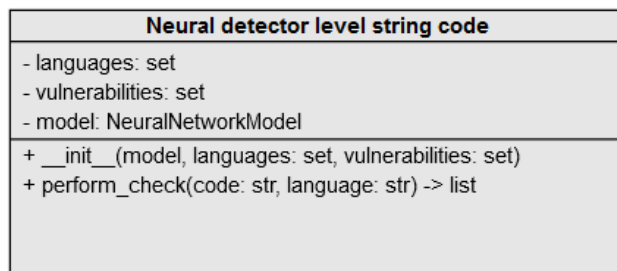 Neural detector level string code
- languages: set
- vulnerabilities: set
- model: NeuralNetworkModel
+ __init__(model, languages: set, vulnerabilities: set)
+ perform_check(code: str, language: str) -> list